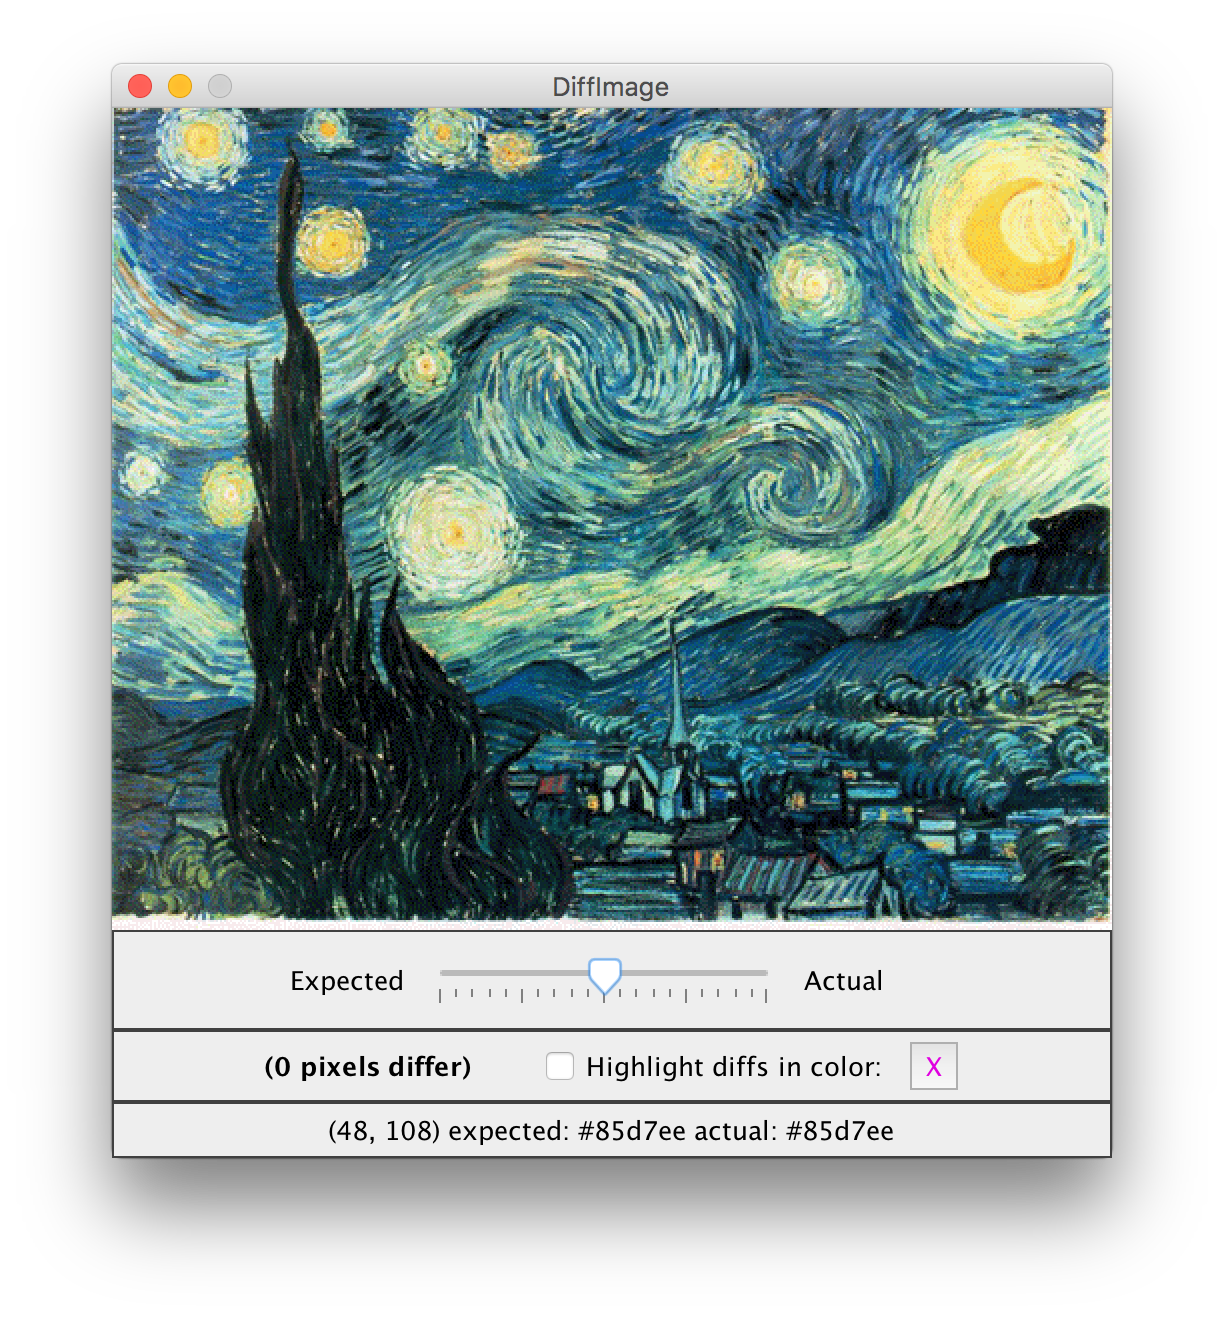 DiffImage
Expected Actual
(0 pixels differ) Highlight diffs in color: X
(48, 108) expected: #85d7ee actual: #85d7ee